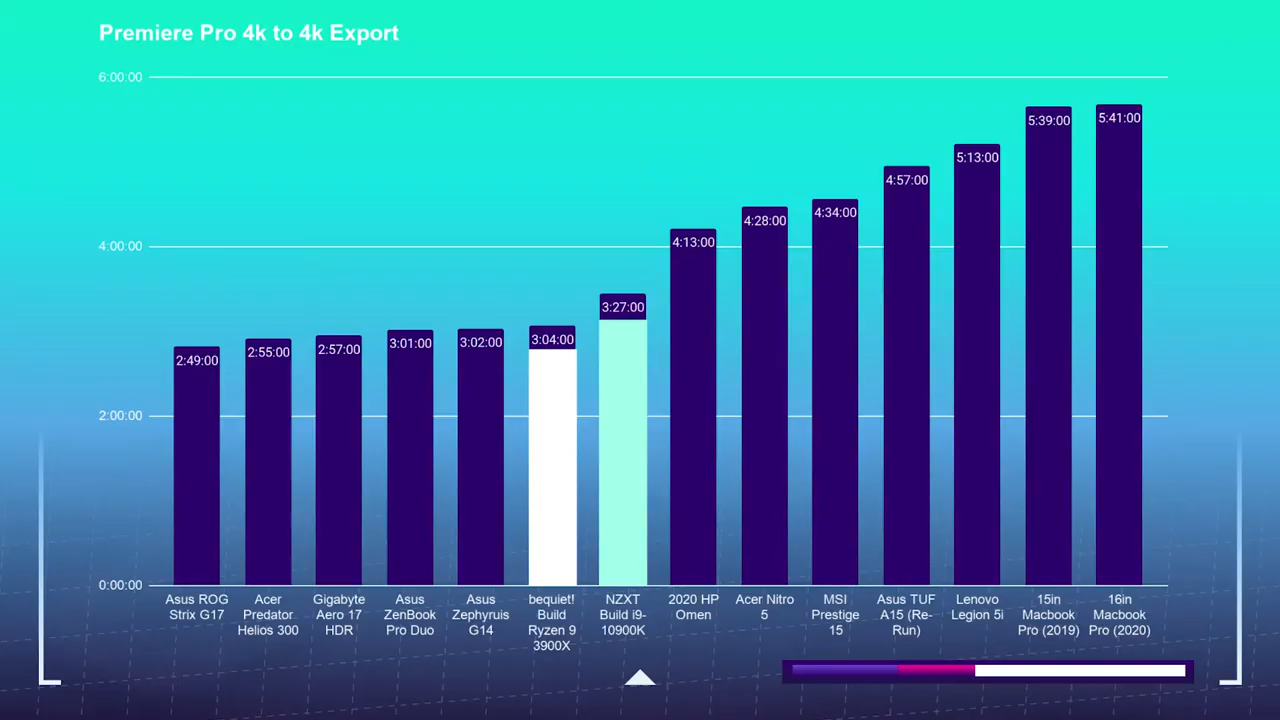 Premiere Pro 4k to 4k Export
6:00:00
4:00:00
2:00:00
0:00:00
2:49:00
2:55:00
2:57:00
3:01:00
3:02:00
3:04:00
3:27:00
4:13:00
4:28:00
4:34:00
4:57:00
5:13:00
5:39:00
5:41:00
Asus ROG
Strix G17
Acer
Predator
Helios 300
Gigabyte
Aero 17
HDR
Asus
ZenBook
Pro Duo
Asus
Zephyruis
G14
bequiet!
Build
Ryzen 9
3900X
NZXT
Build i9-
10900K
2020 HP
Omen
Acer Nitro
5
MSI
Prestige
15
Asus TUF
A15 (Re-
Run)
Lenovo
Legion 5i
15in
Macbook
Pro (2019)
16in
Macbook
Pro (2020)